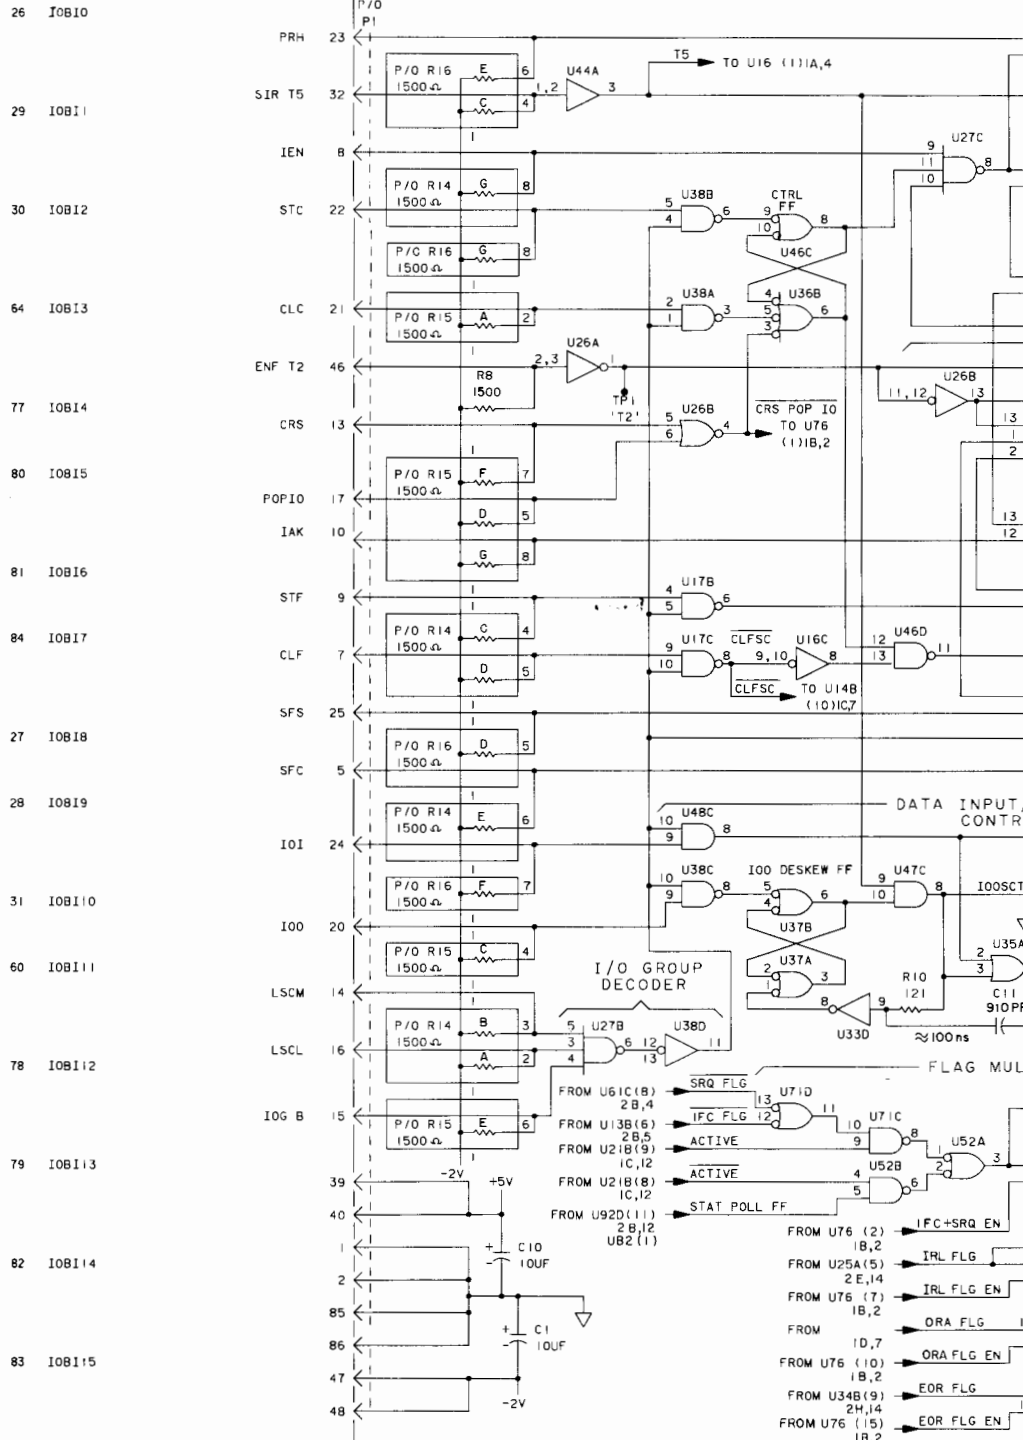 P/O
P1
26 IOBI0
PRH 23
P/O R16 E 6
1500Ω
U44A
T5 TO U16 (1)1A,4
SIR T5 32
C 4
1,2 3
29 IOBI1
IEN 8
9 U27C
11 8
10
P/O R14 G 8
1500Ω
30 IOBI2
STC 22
5 U38B 6
4
9 CTRL FF 8
10
U46C
P/O R16 G 8
1500Ω
64 IOBI3
CLC 21
P/O R15 A 2
1500Ω
2 U38A 3
1
4 U36B
5 6
3
ENF T2 46
2,3 U26A 1
R8
1500
TP1
'T2'
11,12 U26B 13
77 IOBI4
CRS 13
5 U26B 4
6
CRS POP IO
TO U76
(1)1B,2
13
1
2
80 IOBI5
P/O R15 F 7
1500Ω
POPIO 17
D 5
IAK 10
13
12
G 8
81 IOBI6
STF 9
4 U17B 6
5
84 IOBI7
P/O R14 C 4
1500Ω
CLF 7
D 5
9 U17C 8
10
CLFSC
9,10 U16C 8
12 U46D 11
13
CLFSC TO U14B
(10)1C,7
SFS 25
27 IOBI8
P/O R16 D 5
1500Ω
SFC 5
28 IOBI9
P/O R14 E 6
1500Ω
DATA INPUT/
CONTR
IOI 24
10 U48C 8
9
31 IOBI10
P/O R16 F 7
1500Ω
10 U38C 8
9
IOO DESKEW FF
5 6
4
U37B
9 U47C 8
10
IOOSCT
IOO 20
60 IOBI11
P/O R15 C 4
1500Ω
I/O GROUP
DECODER
2 U37A 3
1
R10
121
2 U35A
3
LSCM 14
8 9
U33D
≈100ns
C11
910PF
P/O R14 B 3
1500Ω
5 U27B
3 6
4
12 U38D 11
13
LSCL 16
A 2
78 IOBI12
FLAG MUL
FROM U61C(8) SRQ FLG
2B,4
13 U71D 11
12
IOG B 15
P/O R15 E 6
1500Ω
FROM U13B(6) IFC FLG
2B,5
10 U71C 8
9
FROM U21B(9) ACTIVE
1C,12
1 U52A 3
2
79 IOBI13
-2V
39
+5V
FROM U21B(8) ACTIVE
1C,12
4 U52B 6
5
40
FROM U92D(11) STAT POLL FF
2B,12
UB2(1)
FROM U76 (2) IFC+SRQ EN
1B,2
1
C10
10UF
+
-
82 IOBI14
2
FROM U25A(5) IRL FLG
2E,14
FROM U76 (7) IRL FLG EN
1B,2
85
86
C1
10UF
+
-
FROM ORA FLG
1D,7
83 IOBI15
47
FROM U76 (10) ORA FLG EN
1B,2
48
-2V
FROM U34B(9) EOR FLG
2H,14
FROM U76 (15) EOR FLG EN
1B,2